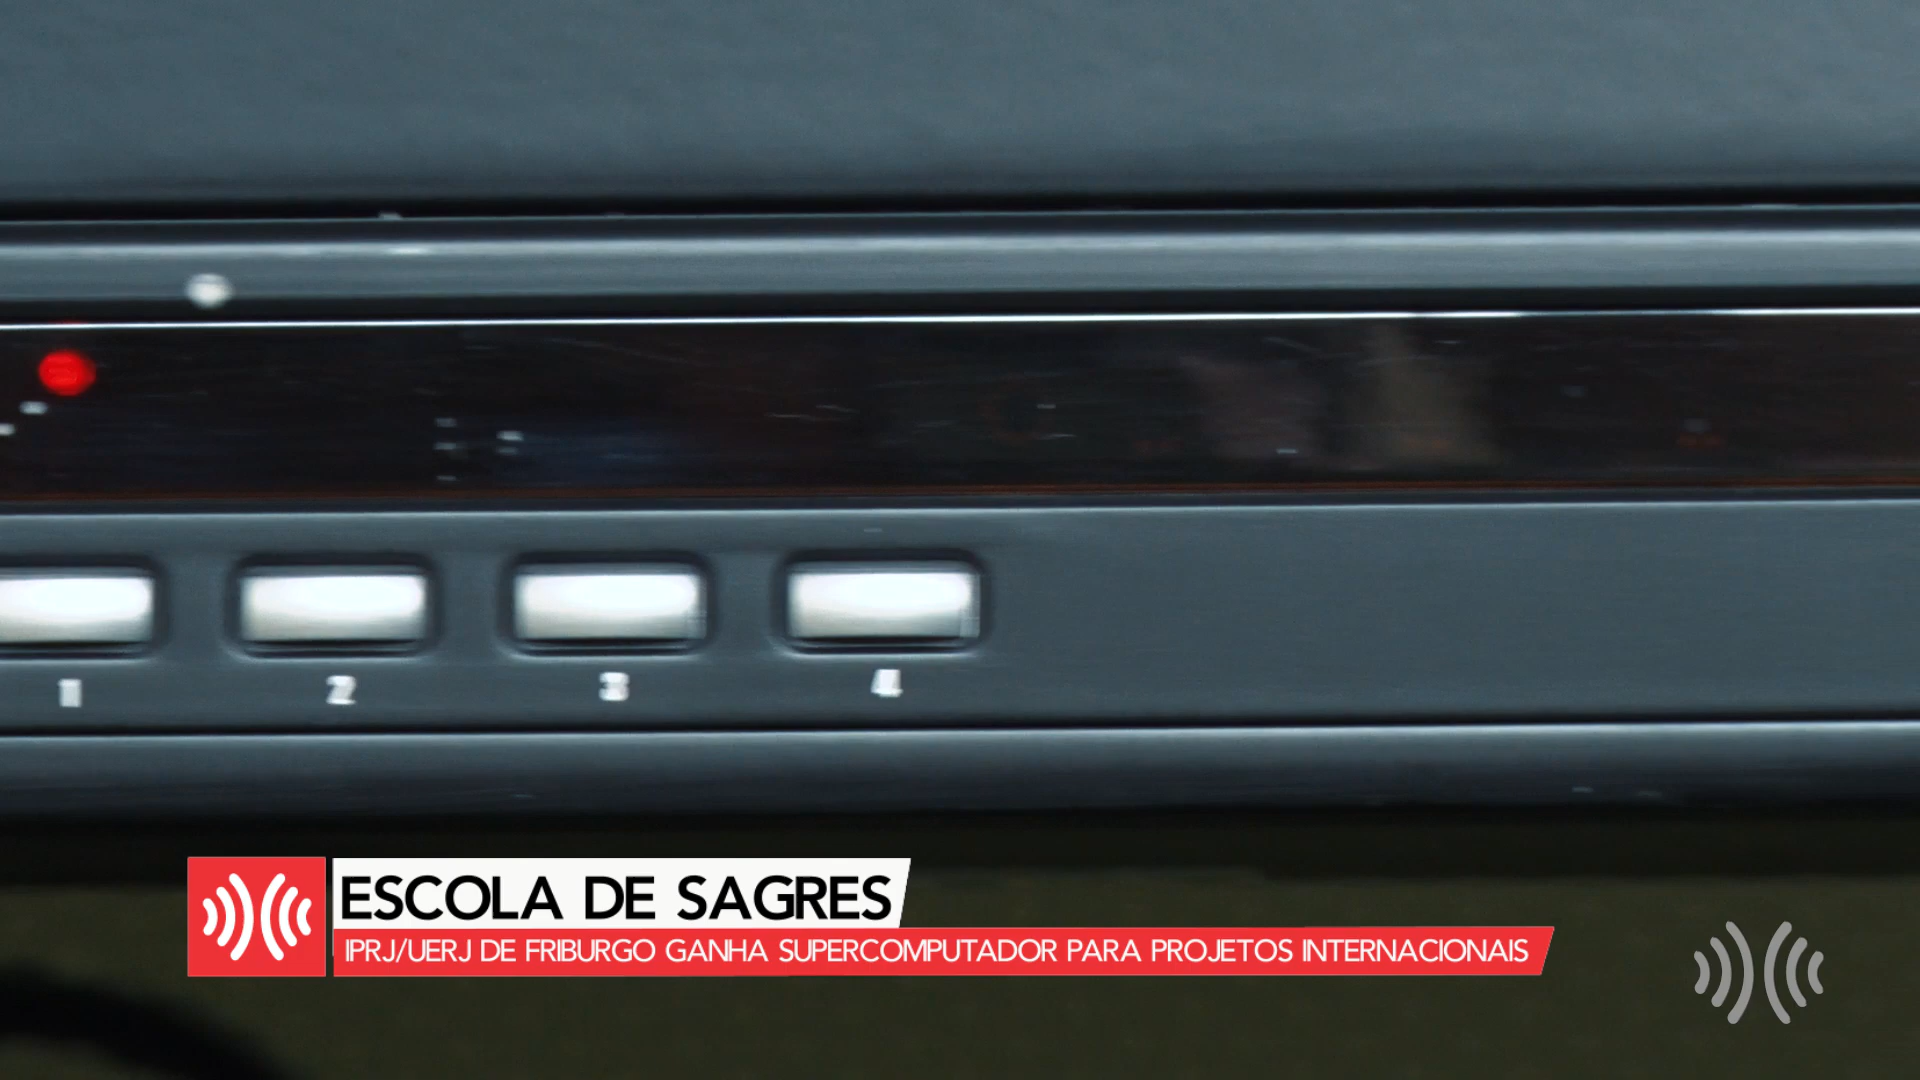 1 2 3 4
ESCOLA DE SAGRES
IPRJ/UERJ DE FRIBURGO GANHA SUPERCOMPUTADOR PARA PROJETOS INTERNACIONAIS